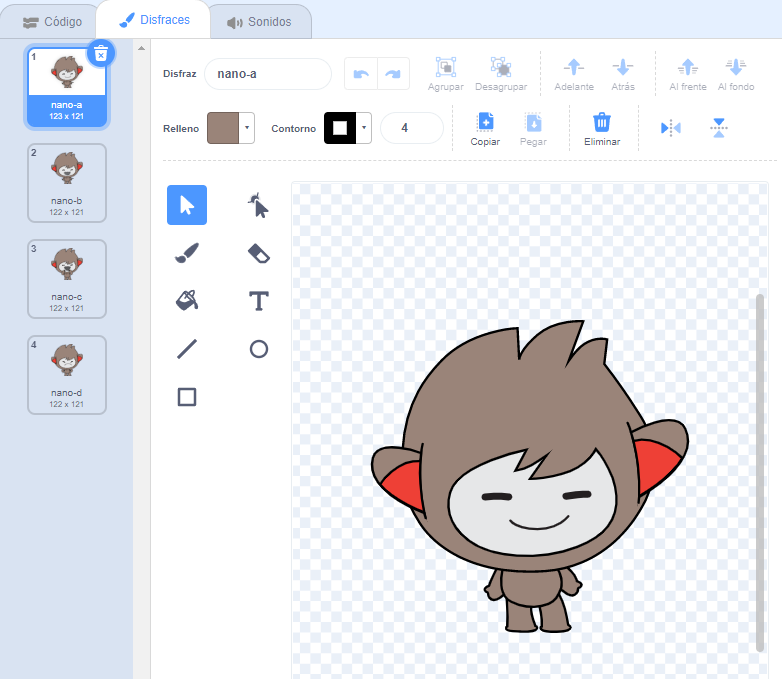 Código
Disfraces
Sonidos
1
nano-a
123 x 121
2
nano-b
122 x 121
3
nano-c
122 x 121
4
nano-d
122 x 121
Disfraz
nano-a
Agrupar
Desagrupar
Adelante
Atrás
Al frente
Al fondo
Relleno
Contorno
4
Copiar
Pegar
Eliminar
T